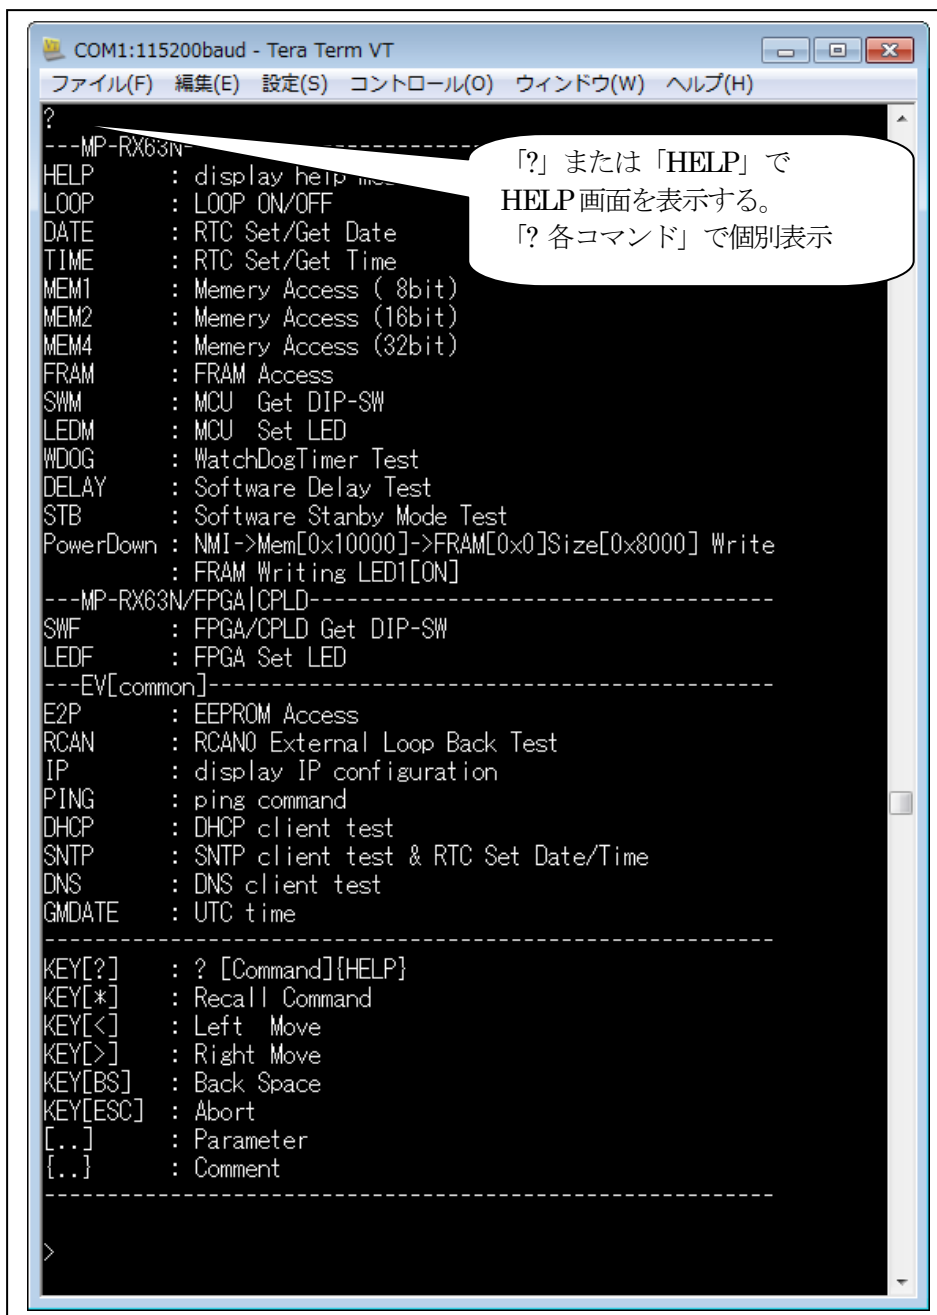 COM1:115200baud - Tera Term VT
ファイル(F) 編集(E) 設定(S) コントロール(O) ウィンドウ(W) ヘルプ(H)
?
---MP-RX63N-
「?」または「HELP」で
HELP 画面を表示する。
「? 各コマンド」で個別表示
HELP : display help
LOOP : LOOP ON/OFF
DATE : RTC Set/Get Date
TIME : RTC Set/Get Time
MEM1 : Memery Access ( 8bit)
MEM2 : Memery Access (16bit)
MEM4 : Memery Access (32bit)
FRAM : FRAM Access
SWM : MCU Get DIP-SW
LEDM : MCU Set LED
WDOG : WatchDogTimer Test
DELAY : Software Delay Test
STB : Software Stanby Mode Test
PowerDown : NMI->Mem[0x10000]->FRAM[0x0]Size[0x8000] Write
: FRAM Writing LED1[ON]
---MP-RX63N/FPGA|CPLD------------------------------------------
SWF : FPGA/CPLD Get DIP-SW
LEDF : FPGA Set LED
---EV[common]---------------------------------------------------
E2P : EEPROM Access
RCAN : RCAN0 External Loop Back Test
IP : display IP configuration
PING : ping command
DHCP : DHCP client test
SNTP : SNTP client test & RTC Set Date/Time
DNS : DNS client test
GMDATE : UTC time
----------------------------------------------------------------
KEY[?] : ? [Command]{HELP}
KEY[*] : Recall Command
KEY[<] : Left Move
KEY[>] : Right Move
KEY[BS] : Back Space
KEY[ESC] : Abort
[..] : Parameter
{..} : Comment
----------------------------------------------------------------
>